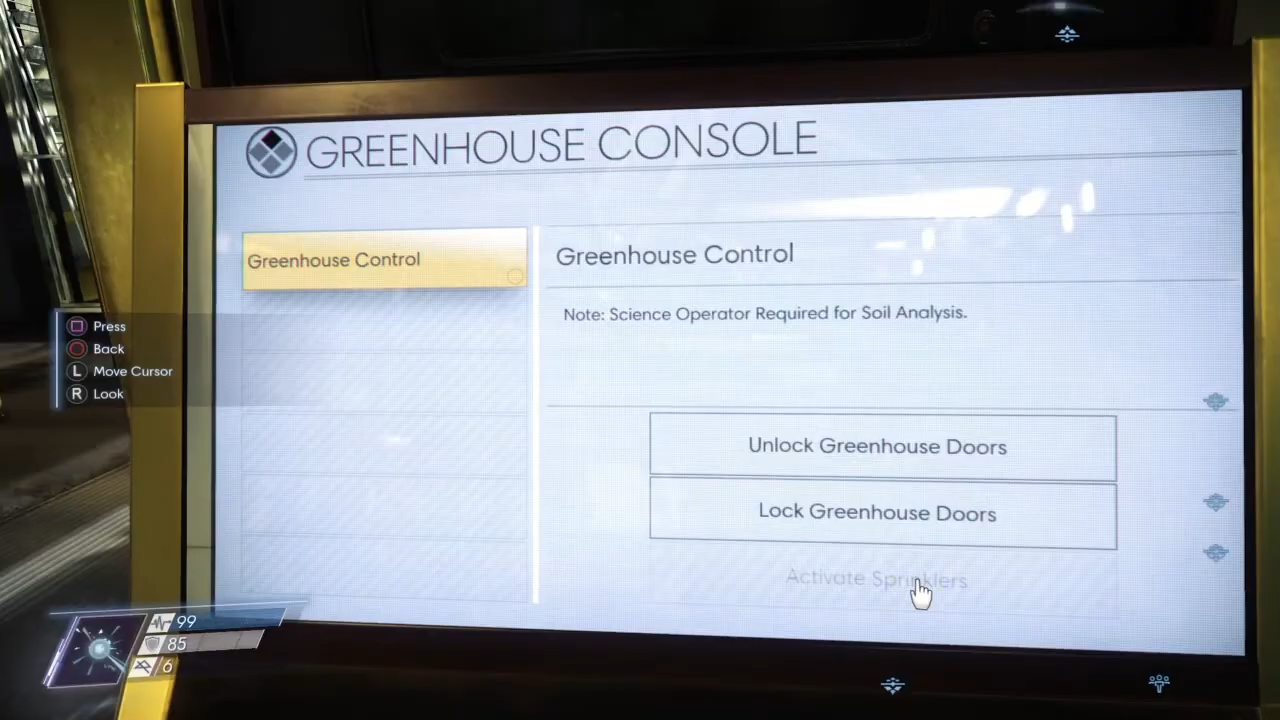 GREENHOUSE CONSOLE
Greenhouse Control
Greenhouse Control
Note: Science Operator Required for Soil Analysis.
Press
Back
L Move Cursor
R Look
Unlock Greenhouse Doors
Lock Greenhouse Doors
Activate Sprinklers
99
85
6